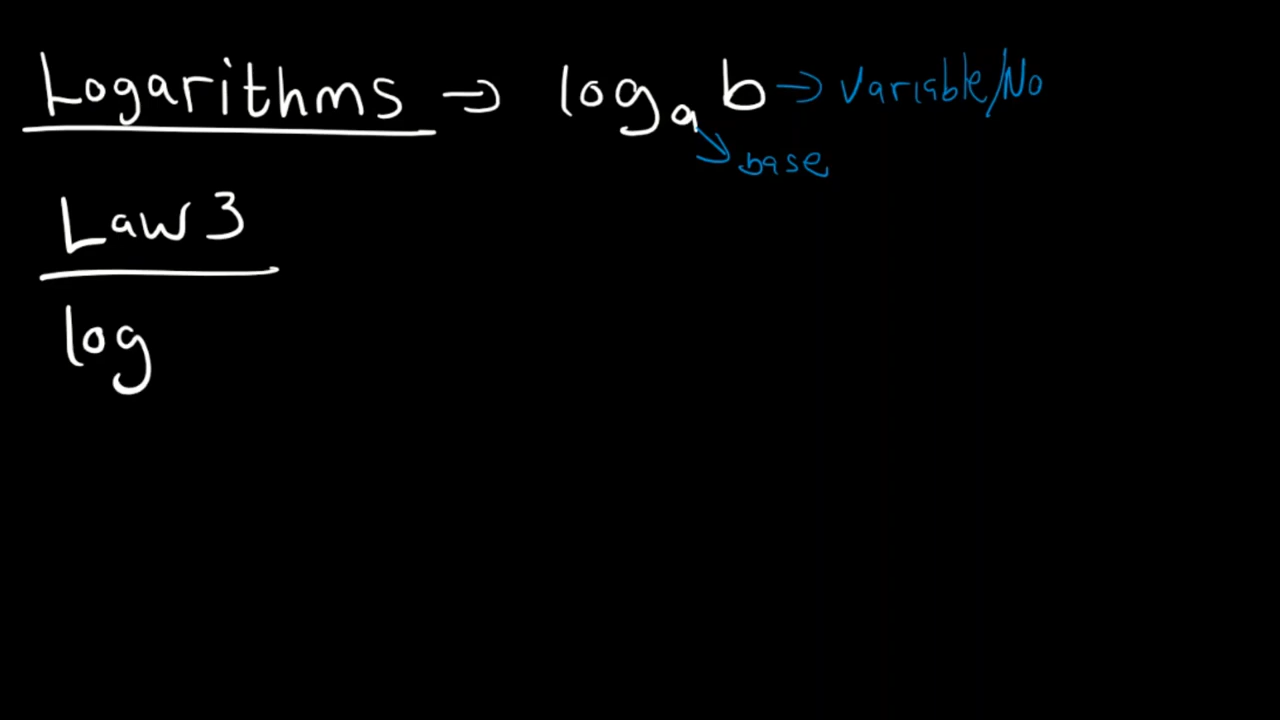 Logarithms → log_a b → Variable/No
base
Law 3
log